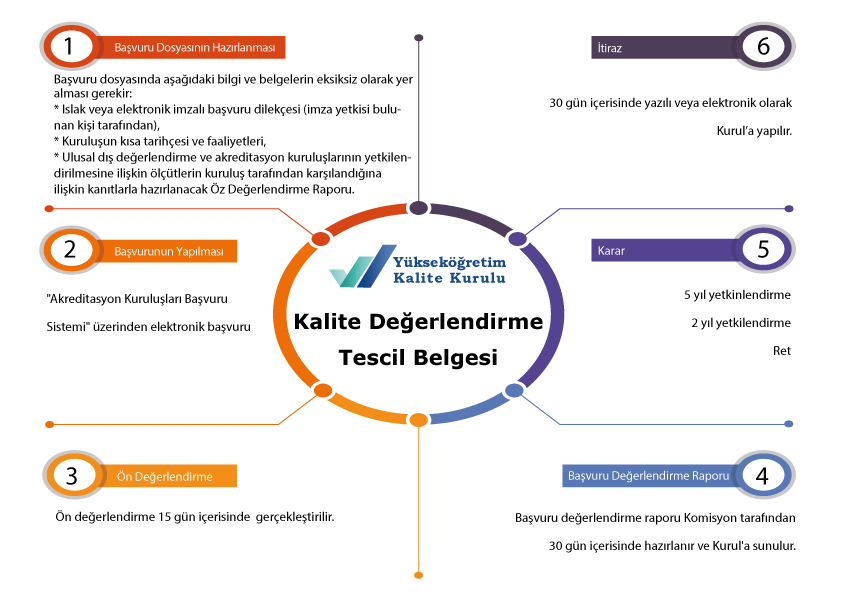 1
Başvuru Dosyasının Hazırlanması
Başvuru dosyasında aşağıdaki bilgi ve belgelerin eksiksiz olarak yer
alması gerekir:
* Islak veya elektronik imzalı başvuru dilekçesi (imza yetkisi bulu-
nan kişi tarafından),
* Kuruluşun kısa tarihçesi ve faaliyetleri,
* Ulusal dış değerlendirme ve akreditasyon kuruluşlarının yetkilen-
dirilmesine ilişkin ölçütlerin kuruluş tarafından karşılandığına
ilişkin kanıtlarla hazırlanacak Öz Değerlendirme Raporu.
2
Başvurunun Yapılması
"Akreditasyon Kuruluşları Başvuru
Sistemi" üzerinden elektronik başvuru
3
Ön Değerlendirme
Ön değerlendirme 15 gün içerisinde gerçekleştirilir.
Yükseköğretim
Kalite Kurulu
Kalite Değerlendirme
Tescil Belgesi
Başvuru Değerlendirme Raporu
4
Başvuru değerlendirme raporu Komisyon tarafından
30 gün içerisinde hazırlanır ve Kurul'a sunulur.
Karar
5
5 yıl yetkinlendirme
2 yıl yetkilendirme
Ret
İtiraz
6
30 gün içerisinde yazılı veya elektronik olarak
Kurul’a yapılır.